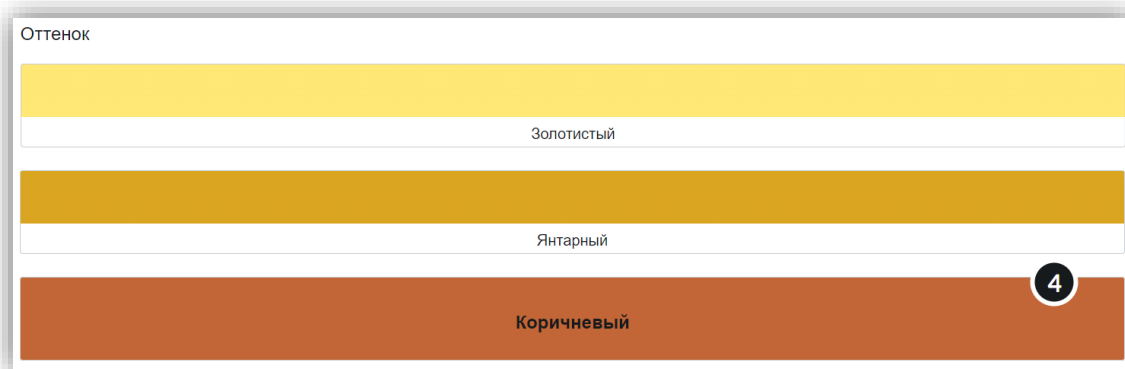 Оттенок
Золотистый
Янтарный
4
Коричневый